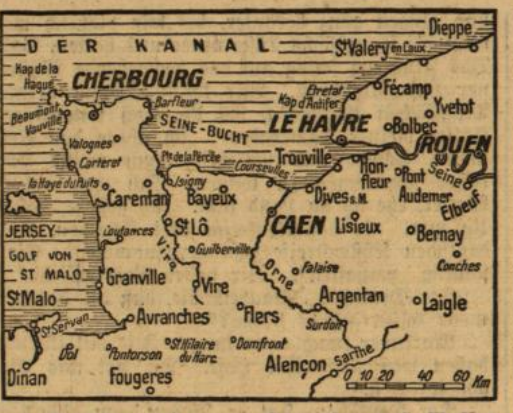 Dieppe
DER KANAL
St Valery en Caux
Kap de la Hague
CHERBOURG
Etretat
Fécamp
Kap d'Antifer
Barfleur
Beaumont
Vauville
Yvetot
SEINE-BUCHT
LE HAVRE
Bolbec
ROUEN
Valognes
Carteret
Pte de la Percée
Trouville
Courseulles
Honfleur
Pont Audemer
Seine
la Haye du Puits
Isigny
Carentan
Bayeux
Dives s.M.
Elbeuf
JERSEY
St Lô
CAEN
Lisieux
Bernay
Coutances
Vire
Guilberville
GOLF VON ST MALO
Conches
Orne
Falaise
Granville
Vire
St Malo
Argentan
Laigle
St Servan
Avranches
Flers
Surdon
Dol
Pontorson
St Hilaire du Harc.
Domfront
Sarthe
Alençon
Dinan
Fougeres
0 10 20 40 60 Km